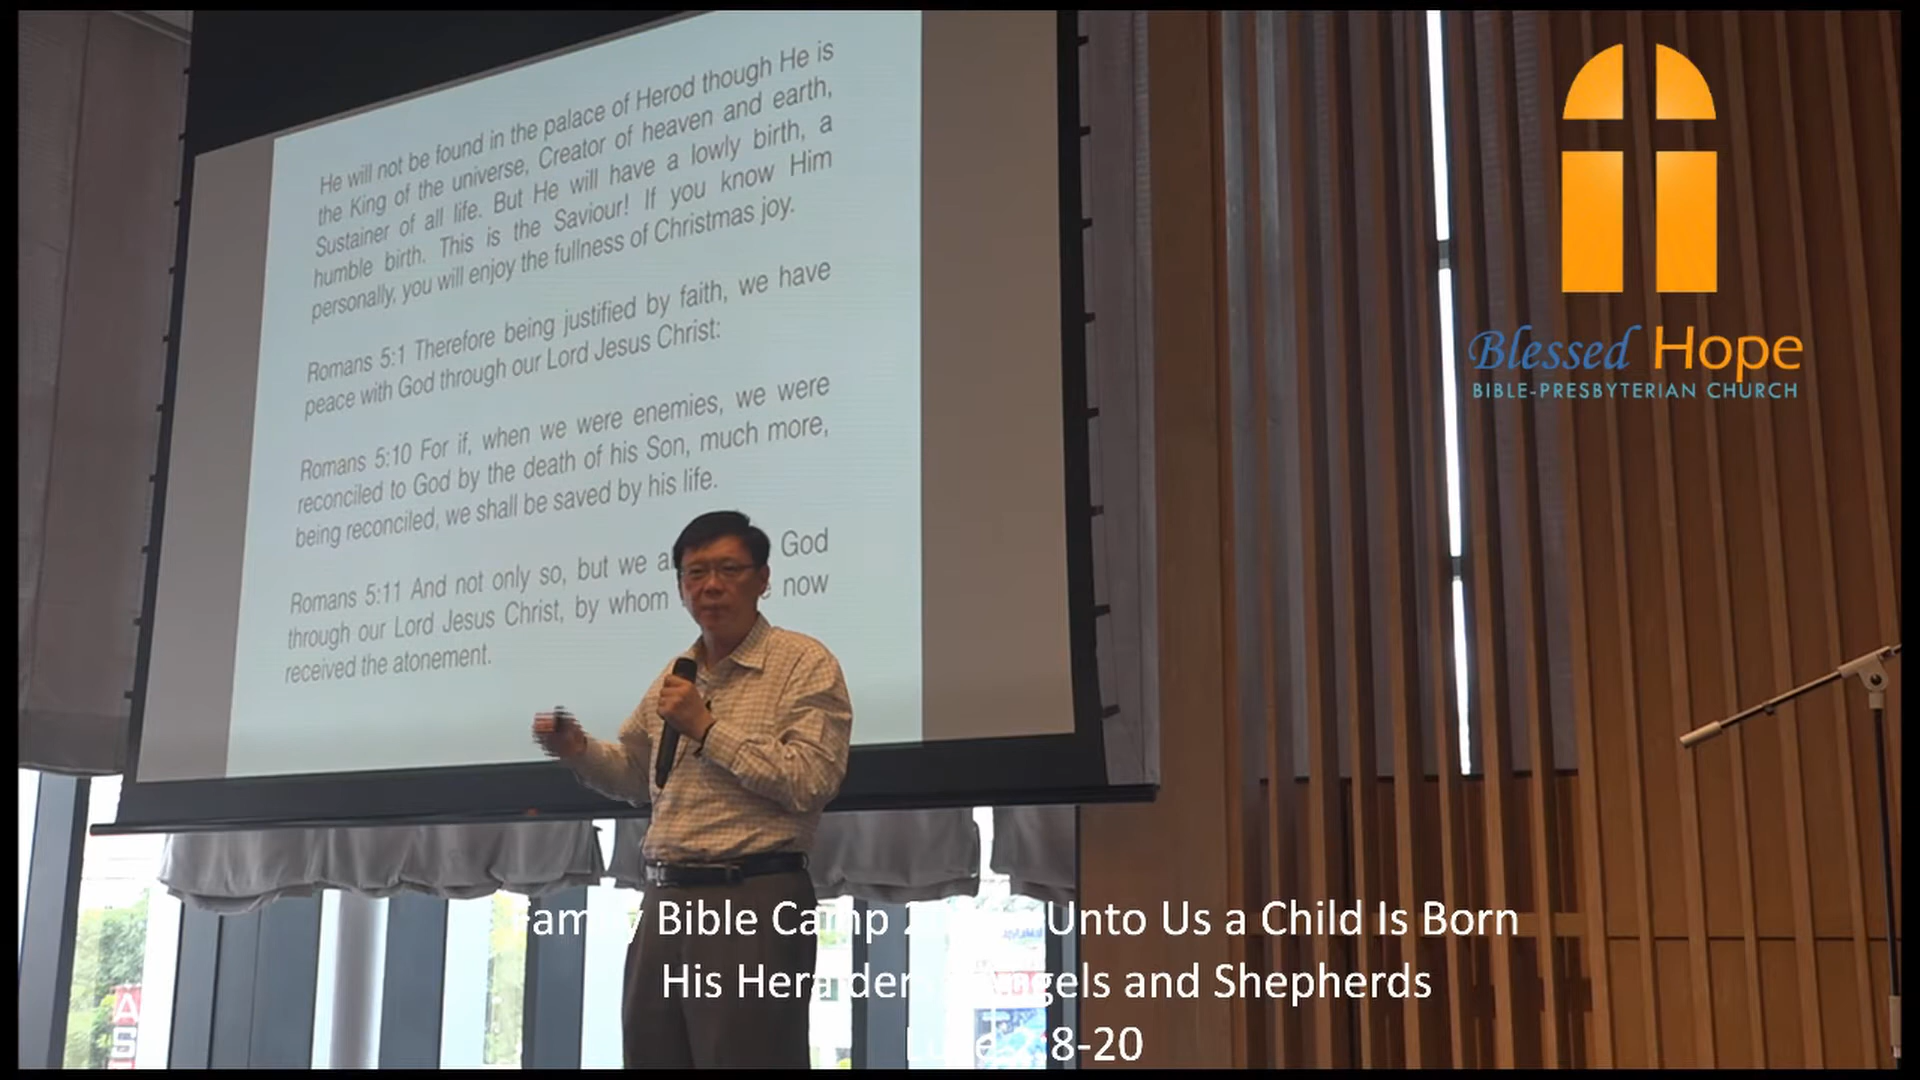 He will not be found in the palace of Herod though He is
the King of the universe, Creator of heaven and earth,
Sustainer of all life. But He will have a lowly birth, a
humble birth. This is the Saviour! If you know Him
personally, you will enjoy the fullness of Christmas joy.
Romans 5:1 Therefore being justified by faith, we have
peace with God through our Lord Jesus Christ:
Romans 5:10 For if, when we were enemies, we were
reconciled to God by the death of his Son, much more,
being reconciled, we shall be saved by his life.
Romans 5:11 And not only so, but we God
through our Lord Jesus Christ, by whom now
received the atonement.
Blessed Hope
BIBLE-PRESBYTERIAN CHURCH
Family Bible Camp Unto Us a Child Is Born
His Angels and Shepherds
:8-20